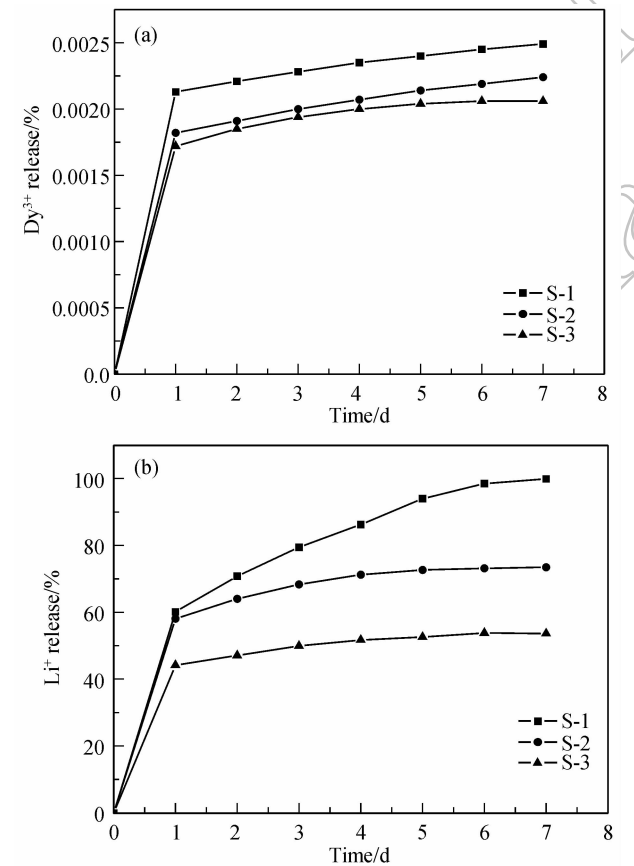 (a)
Dy³⁺ release/%
0.0025
0.0020
0.0015
0.0010
0.0005
0.0
S-1
S-2
S-3
0 1 2 3 4 5 6 7 8
Time/d
(b)
Li⁺ release/%
100
80
60
40
20
0
S-1
S-2
S-3
0 1 2 3 4 5 6 7 8
Time/d